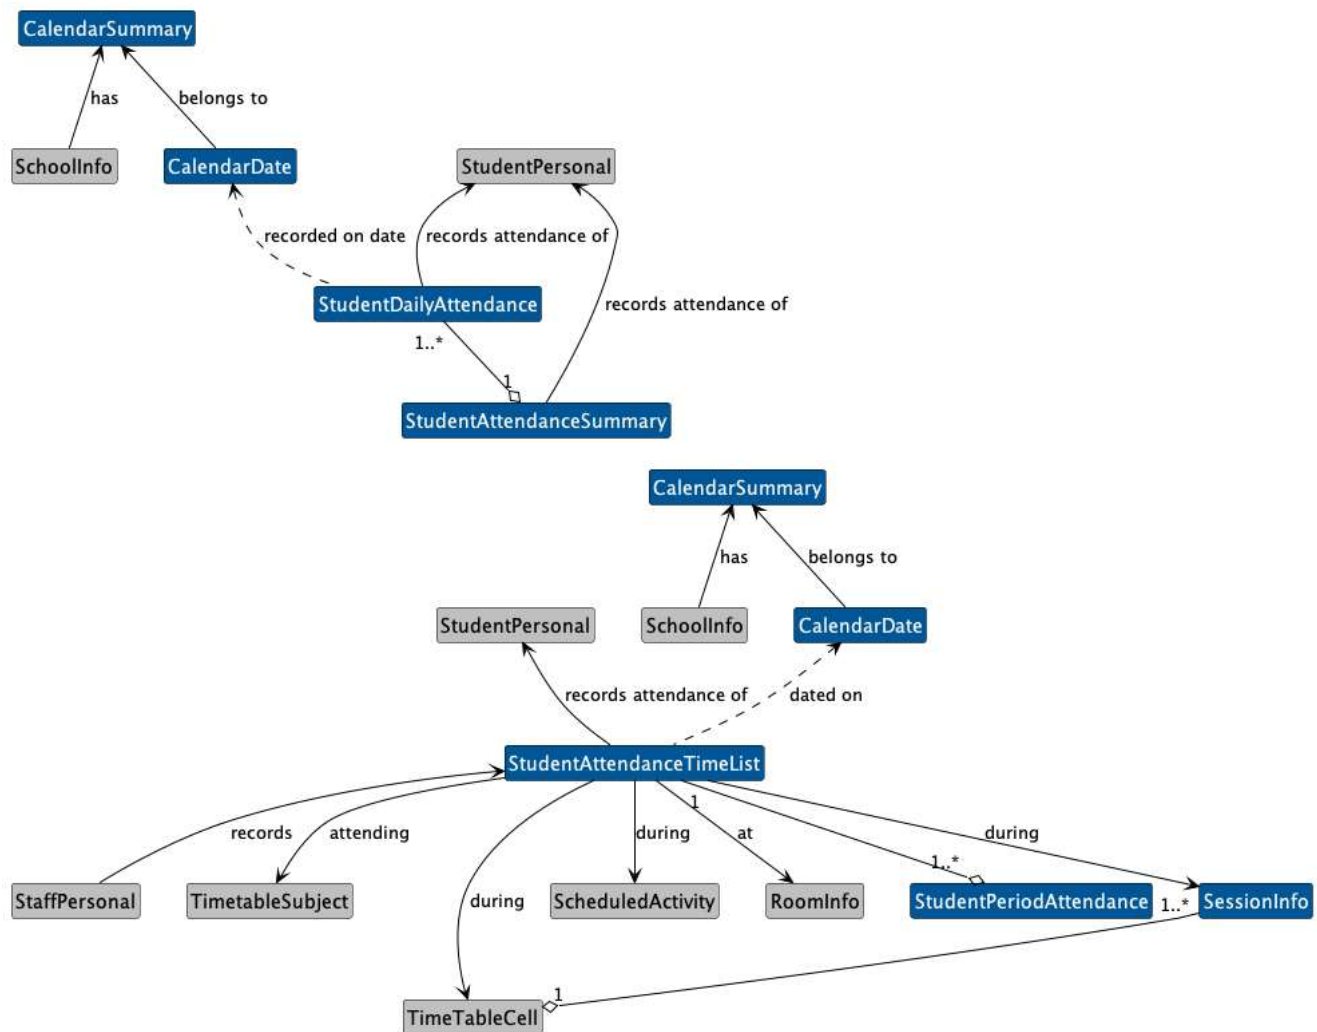 CalendarSummary
has
belongs to
SchoolInfo
CalendarDate
StudentPersonal
recorded on date
records attendance of
StudentDailyAttendance
records attendance of
1..*
1
StudentAttendanceSummary
CalendarSummary
has
belongs to
StudentPersonal
SchoolInfo
CalendarDate
records attendance of
dated on
StudentAttendanceTimeList
1
records
attending
during
at
during
1..*
during
StaffPersonal
TimetableSubject
ScheduledActivity
RoomInfo
StudentPeriodAttendance
1..*
SessionInfo
1
TimeTableCell